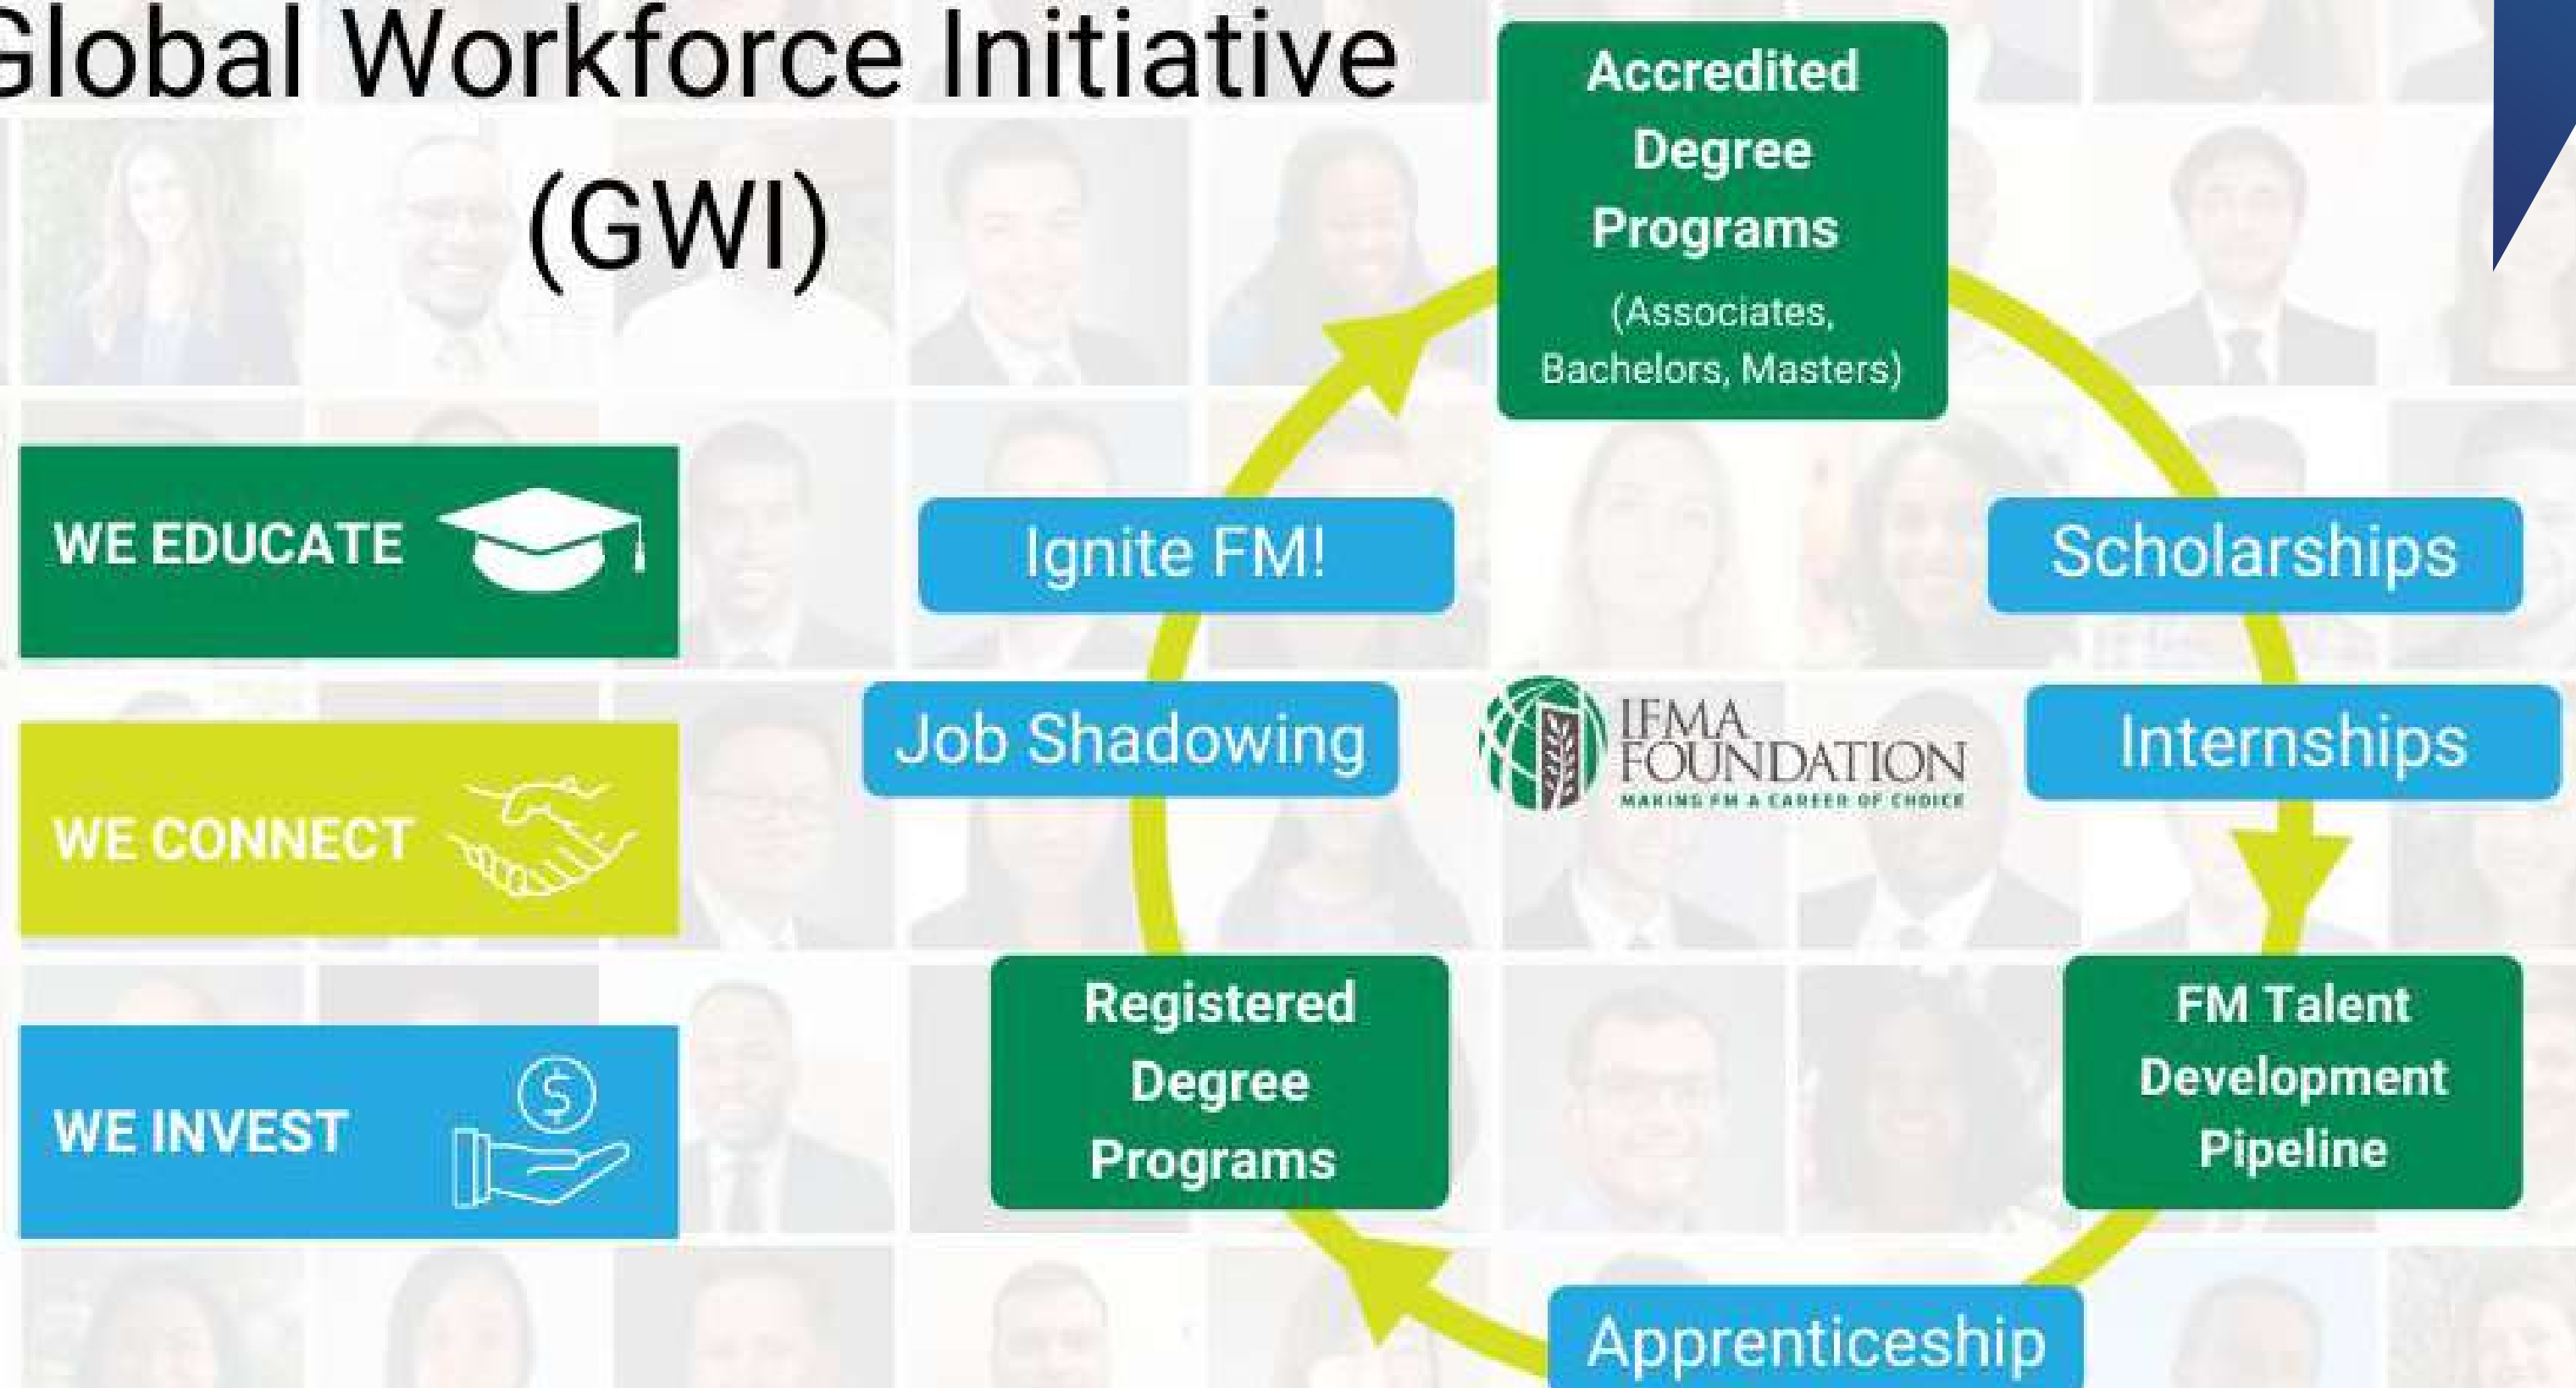 Global Workforce Initiative
(GWI)
WE EDUCATE
WE CONNECT
WE INVEST
$
Accredited
Degree
Programs
(Associates,
Bachelors, Masters)
Scholarships
Internships
FM Talent
Development
Pipeline
Apprenticeship
Registered
Degree
Programs
Job Shadowing
Ignite FM!
IFMA
FOUNDATION
MAKING FM A CAREER OF CHOICE